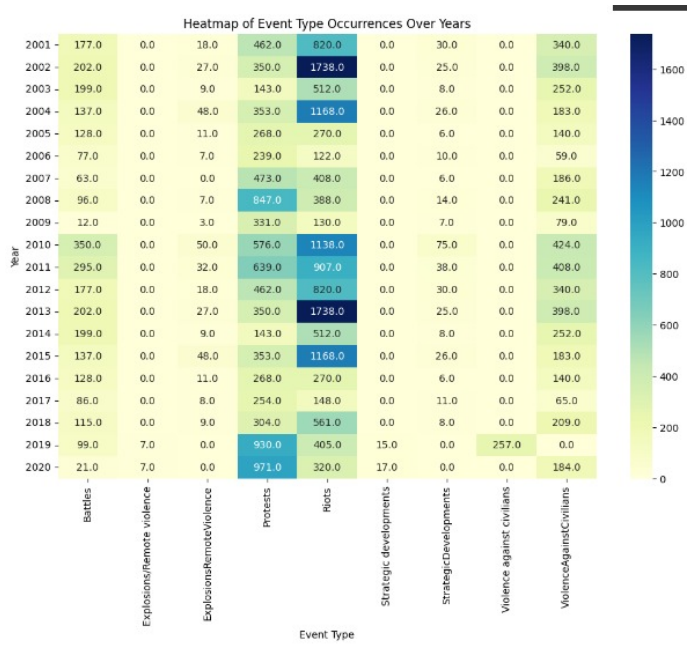 Heatmap of Event Type Occurrences Over Years
2001 177.0 0.0 18.0 462.0 820.0 0.0 30.0 0.0 340.0
2002 202.0 0.0 27.0 350.0 1738.0 0.0 25.0 0.0 398.0
2003 199.0 0.0 9.0 143.0 512.0 0.0 8.0 0.0 252.0
2004 137.0 0.0 48.0 353.0 1168.0 0.0 26.0 0.0 183.0
2005 128.0 0.0 11.0 268.0 270.0 0.0 6.0 0.0 140.0
2006 77.0 0.0 7.0 239.0 122.0 0.0 10.0 0.0 59.0
2007 63.0 0.0 0.0 473.0 408.0 0.0 6.0 0.0 186.0
2008 96.0 0.0 7.0 847.0 388.0 0.0 14.0 0.0 241.0
2009 12.0 0.0 3.0 331.0 130.0 0.0 7.0 0.0 79.0
2010 350.0 0.0 50.0 576.0 1138.0 0.0 75.0 0.0 424.0
2011 295.0 0.0 32.0 639.0 907.0 0.0 38.0 0.0 408.0
2012 177.0 0.0 18.0 462.0 820.0 0.0 30.0 0.0 340.0
2013 202.0 0.0 27.0 350.0 1738.0 0.0 25.0 0.0 398.0
2014 199.0 0.0 9.0 143.0 512.0 0.0 8.0 0.0 252.0
2015 137.0 0.0 48.0 353.0 1168.0 0.0 26.0 0.0 183.0
2016 128.0 0.0 11.0 268.0 270.0 0.0 6.0 0.0 140.0
2017 86.0 0.0 8.0 254.0 148.0 0.0 11.0 0.0 65.0
2018 115.0 0.0 9.0 304.0 561.0 0.0 8.0 0.0 209.0
2019 99.0 7.0 0.0 930.0 405.0 15.0 0.0 257.0 0.0
2020 21.0 7.0 0.0 971.0 320.0 17.0 0.0 0.0 184.0
Year
Battles
Explosions/Remote violence
ExplosionsRemoteViolence
Protests
Riots
Strategic developments
StrategicDevelopments
Violence against civilians
ViolenceAgainstCivilians
Event Type
1600
1400
1200
1000
800
600
400
200
0